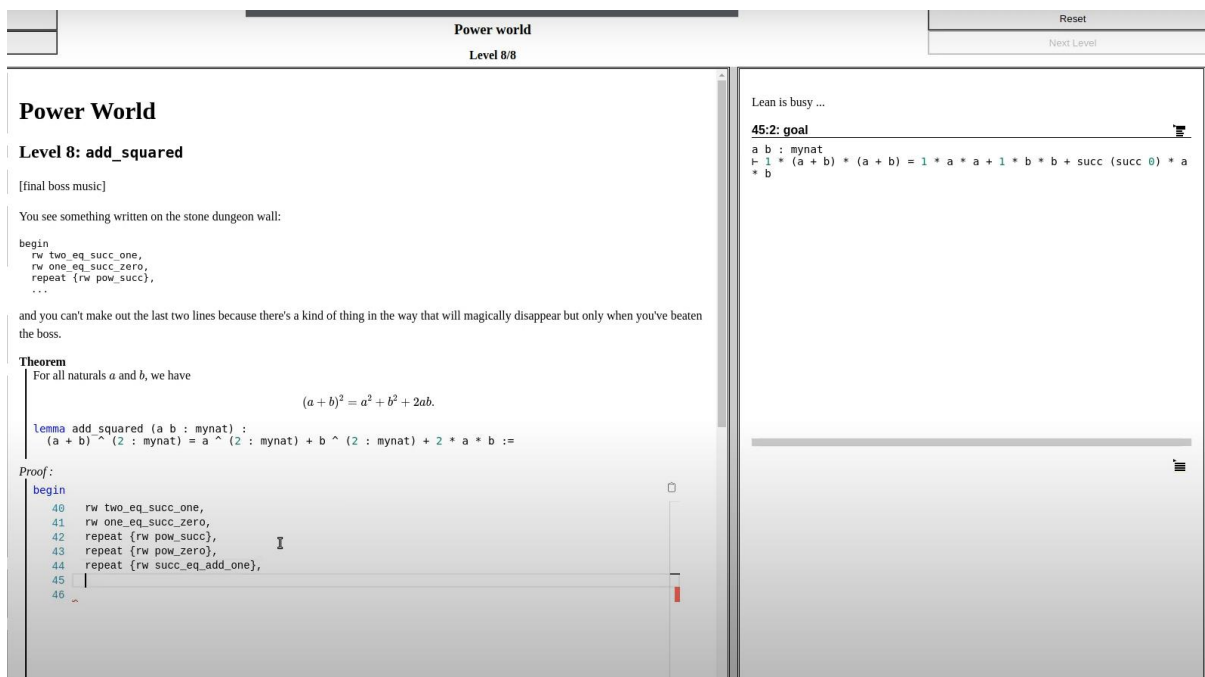 Power world
Level 8/8
Reset
Next Level
Power World
Level 8: add_squared
[final boss music]
You see something written on the stone dungeon wall:
begin
rw two_eq_succ_one,
rw one_eq_succ_zero,
repeat {rw pow_succ},
...
and you can't make out the last two lines because there's a kind of thing in the way that will magically disappear but only when you've beaten
the boss.
Theorem
For all naturals a and b, we have
(a + b)² = a² + b² + 2ab.
lemma add_squared (a b : mynat) :
(a + b) ^ (2 : mynat) = a ^ (2 : mynat) + b ^ (2 : mynat) + 2 * a * b :=
Proof :
begin
40 rw two_eq_succ_one,
41 rw one_eq_succ_zero,
42 repeat {rw pow_succ},
43 repeat {rw pow_zero},
44 repeat {rw succ_eq_add_one},
45
46
Lean is busy ...
45:2: goal
a b : mynat
⊢ 1 * (a + b) * (a + b) = 1 * a * a + 1 * b * b + succ (succ 0) * a
* b